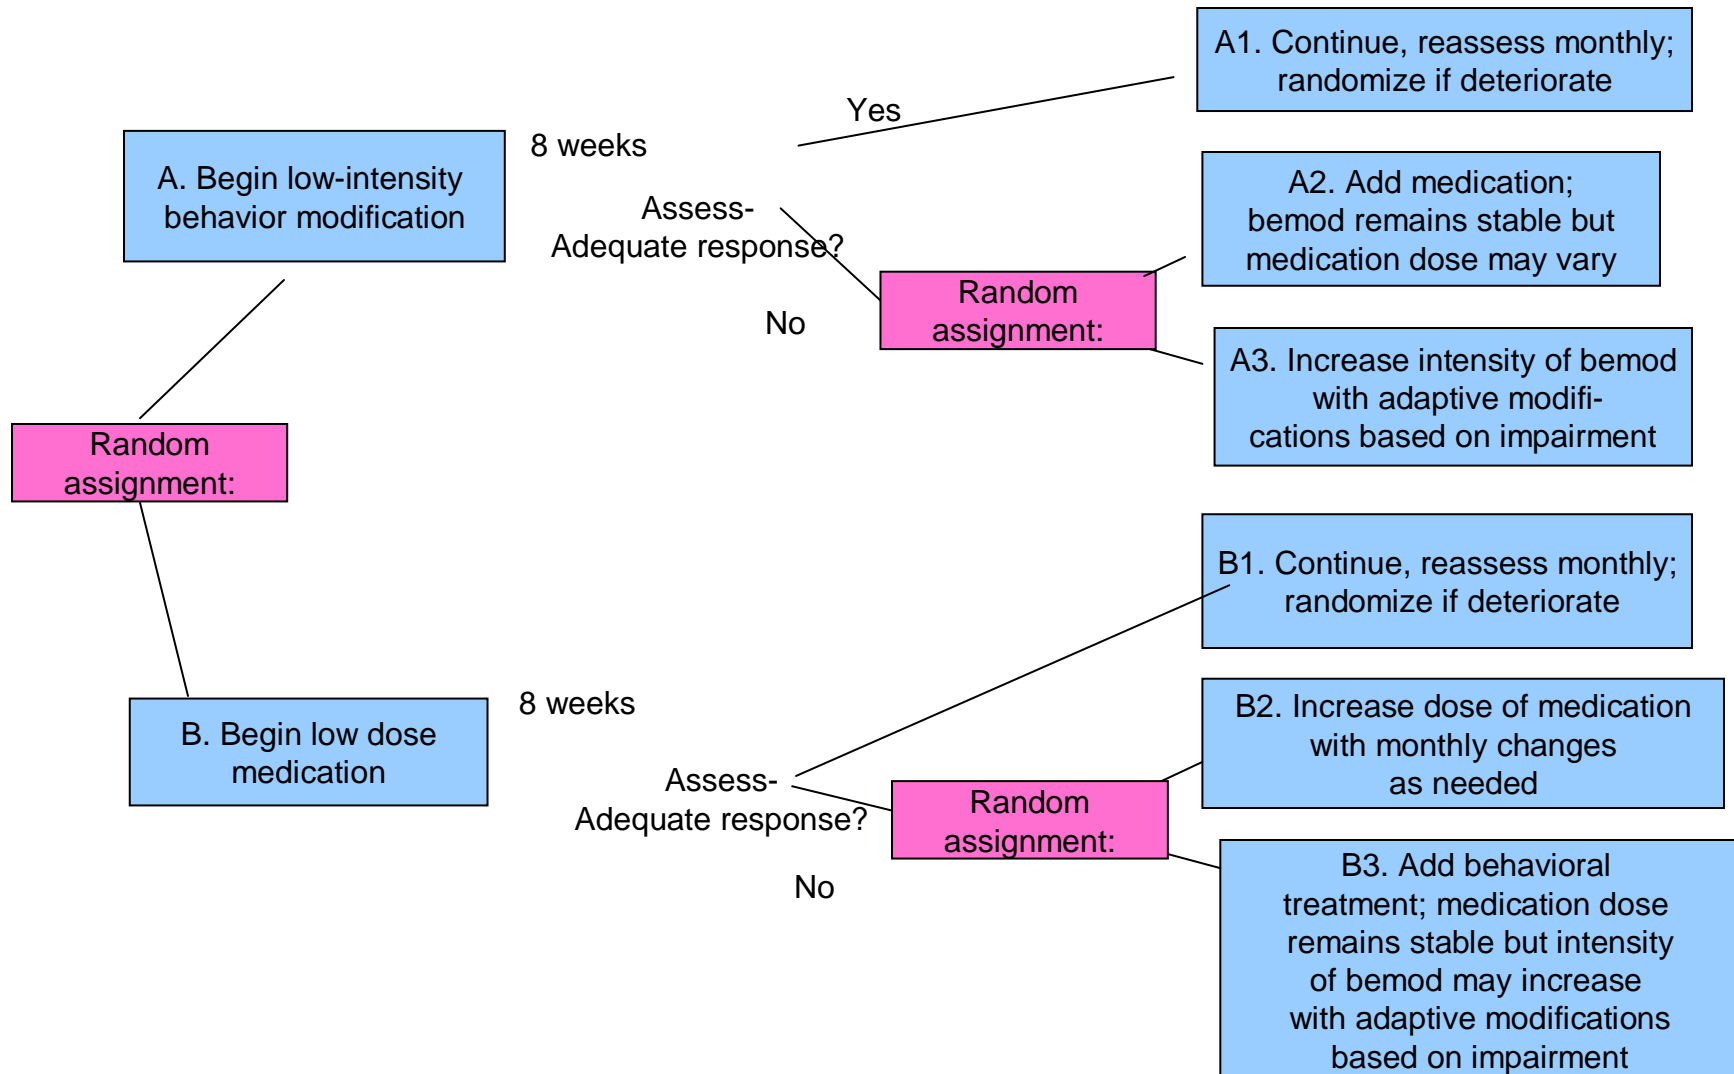 A1. Continue, reassess monthly;
randomize if deteriorate
Yes
8 weeks
A. Begin low-intensity
behavior modification
Assess-
Adequate response?
A2. Add medication;
bemod remains stable but
medication dose may vary
No
Random
assignment:
A3. Increase intensity of bemod
with adaptive modifi-
cations based on impairment
Random
assignment:
B1. Continue, reassess monthly;
randomize if deteriorate
8 weeks
B. Begin low dose
medication
Assess-
Adequate response?
B2. Increase dose of medication
with monthly changes
as needed
No
Random
assignment:
B3. Add behavioral
treatment; medication dose
remains stable but intensity
of bemod may increase
with adaptive modifications
based on impairment